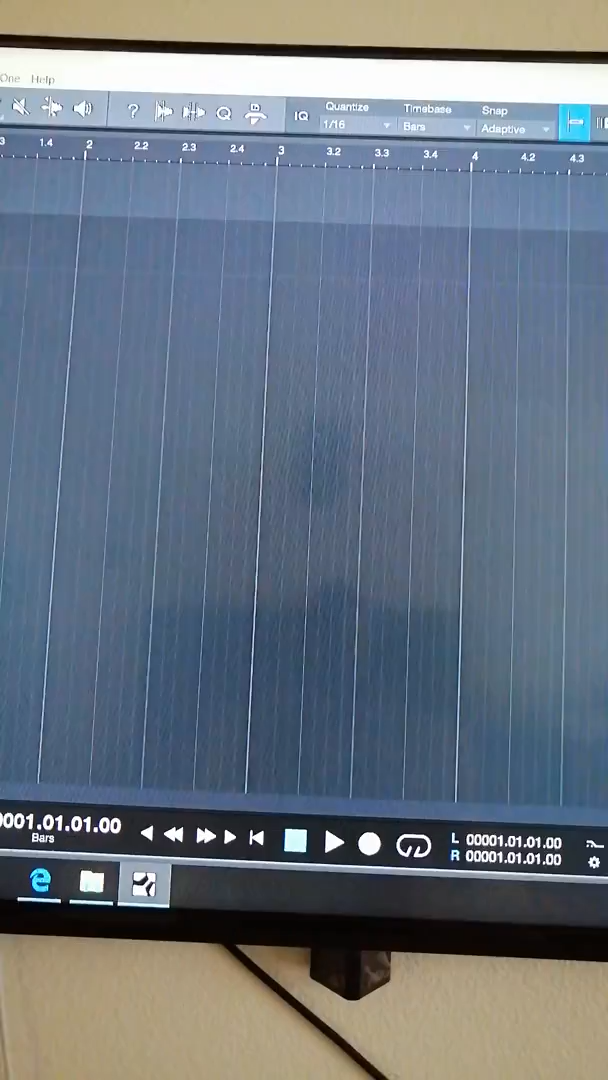 One Help
? Q IQ Quantize Timebase Snap
1/16 Bars Adaptive
3 1.4 2 2.2 2.3 2.4 3 3.2 3.3 3.4 4 4.2 4.3
0001.01.01.00
Bars
L 00001.01.01.00
R 00001.01.01.00